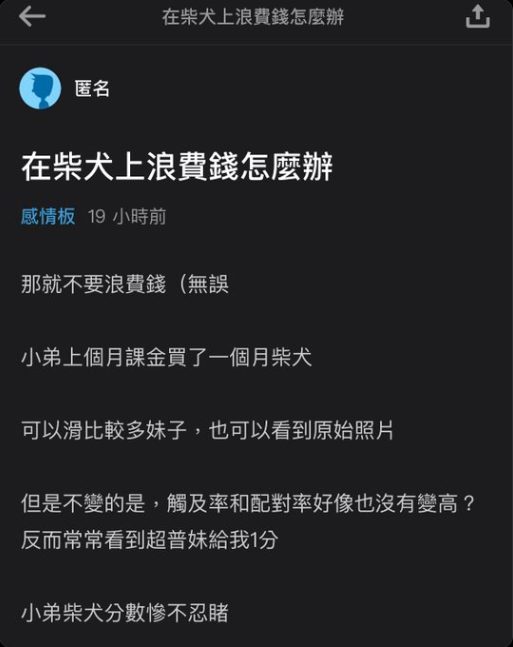 在柴犬上浪費錢怎麼辦
匿名
在柴犬上浪費錢怎麼辦
感情板 19 小時前
那就不要浪費錢（無誤
小弟上個月課金買了一個月柴犬
可以滑比較多妹子，也可以看到原始照片
但是不變的是，觸及率和配對率好像也沒有變高？
反而常常看到超普妹給我1分
小弟柴犬分數慘不忍睹